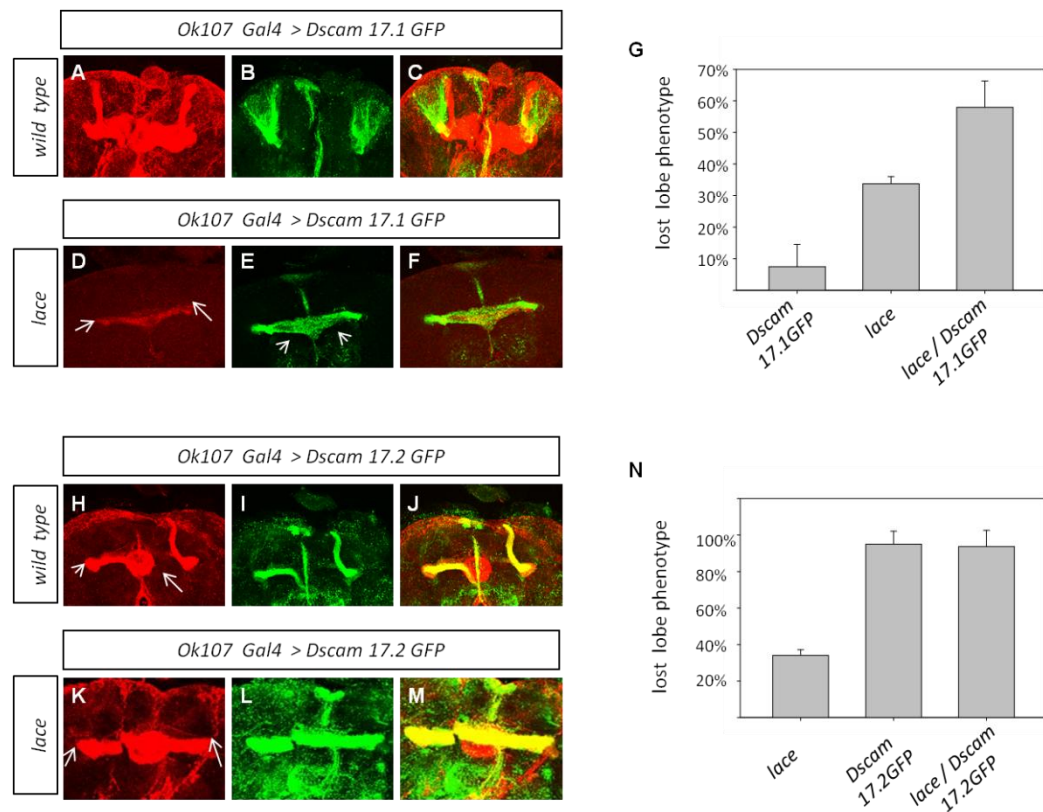 Ok107 Gal4 > Dscam 17.1 GFP
wild type
A
B
C
Ok107 Gal4 > Dscam 17.1 GFP
lace
D
E
F
G
lost lobe phenotype
70%
60%
50%
40%
30%
20%
10%
Dscam
17.1GFP
lace
lace / Dscam
17.1GFP
Ok107 Gal4 > Dscam 17.2 GFP
wild type
H
I
J
Ok107 Gal4 > Dscam 17.2 GFP
lace
K
L
M
N
lost lobe phenotype
100%
80%
60%
40%
20%
lace
Dscam
17.2GFP
lace / Dscam
17.2GFP